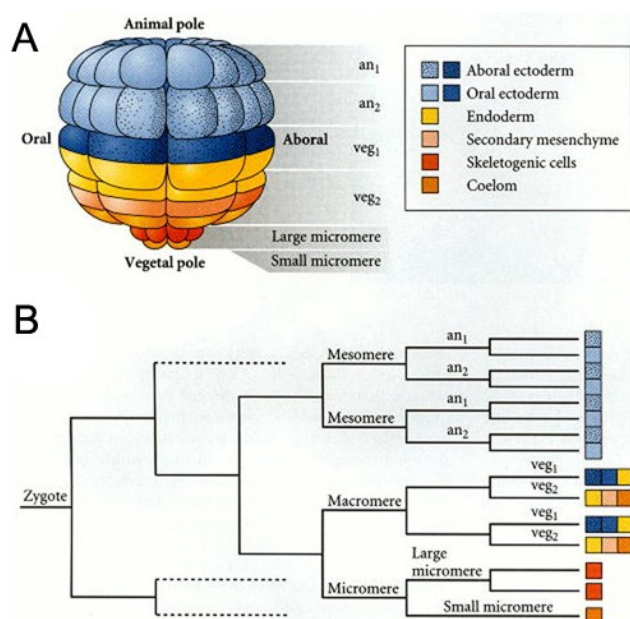 A
Animal pole
an1
an2
Oral
Aboral
veg1
veg2
Large micromere
Small micromere
Vegetal pole
Aboral ectoderm
Oral ectoderm
Endoderm
Secondary mesenchyme
Skeletogenic cells
Coelom
B
Zygote
Mesomere
an1
an2
Mesomere
an1
an2
Macromere
veg1
veg2
veg1
veg2
Micromere
Large
micromere
Small micromere